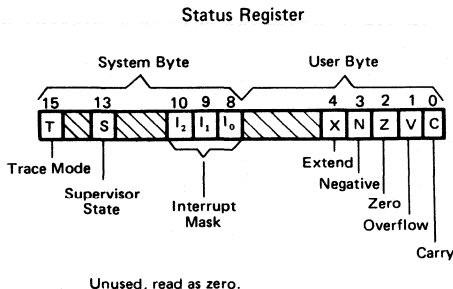 Status Register
System Byte User Byte
15 13 10 9 8 4 3 2 1 0
T S I2 I1 I0 X N Z V C
Trace Mode Extend
Supervisor Negative
State Interrupt Zero
Mask Overflow
Carry
Unused, read as zero.